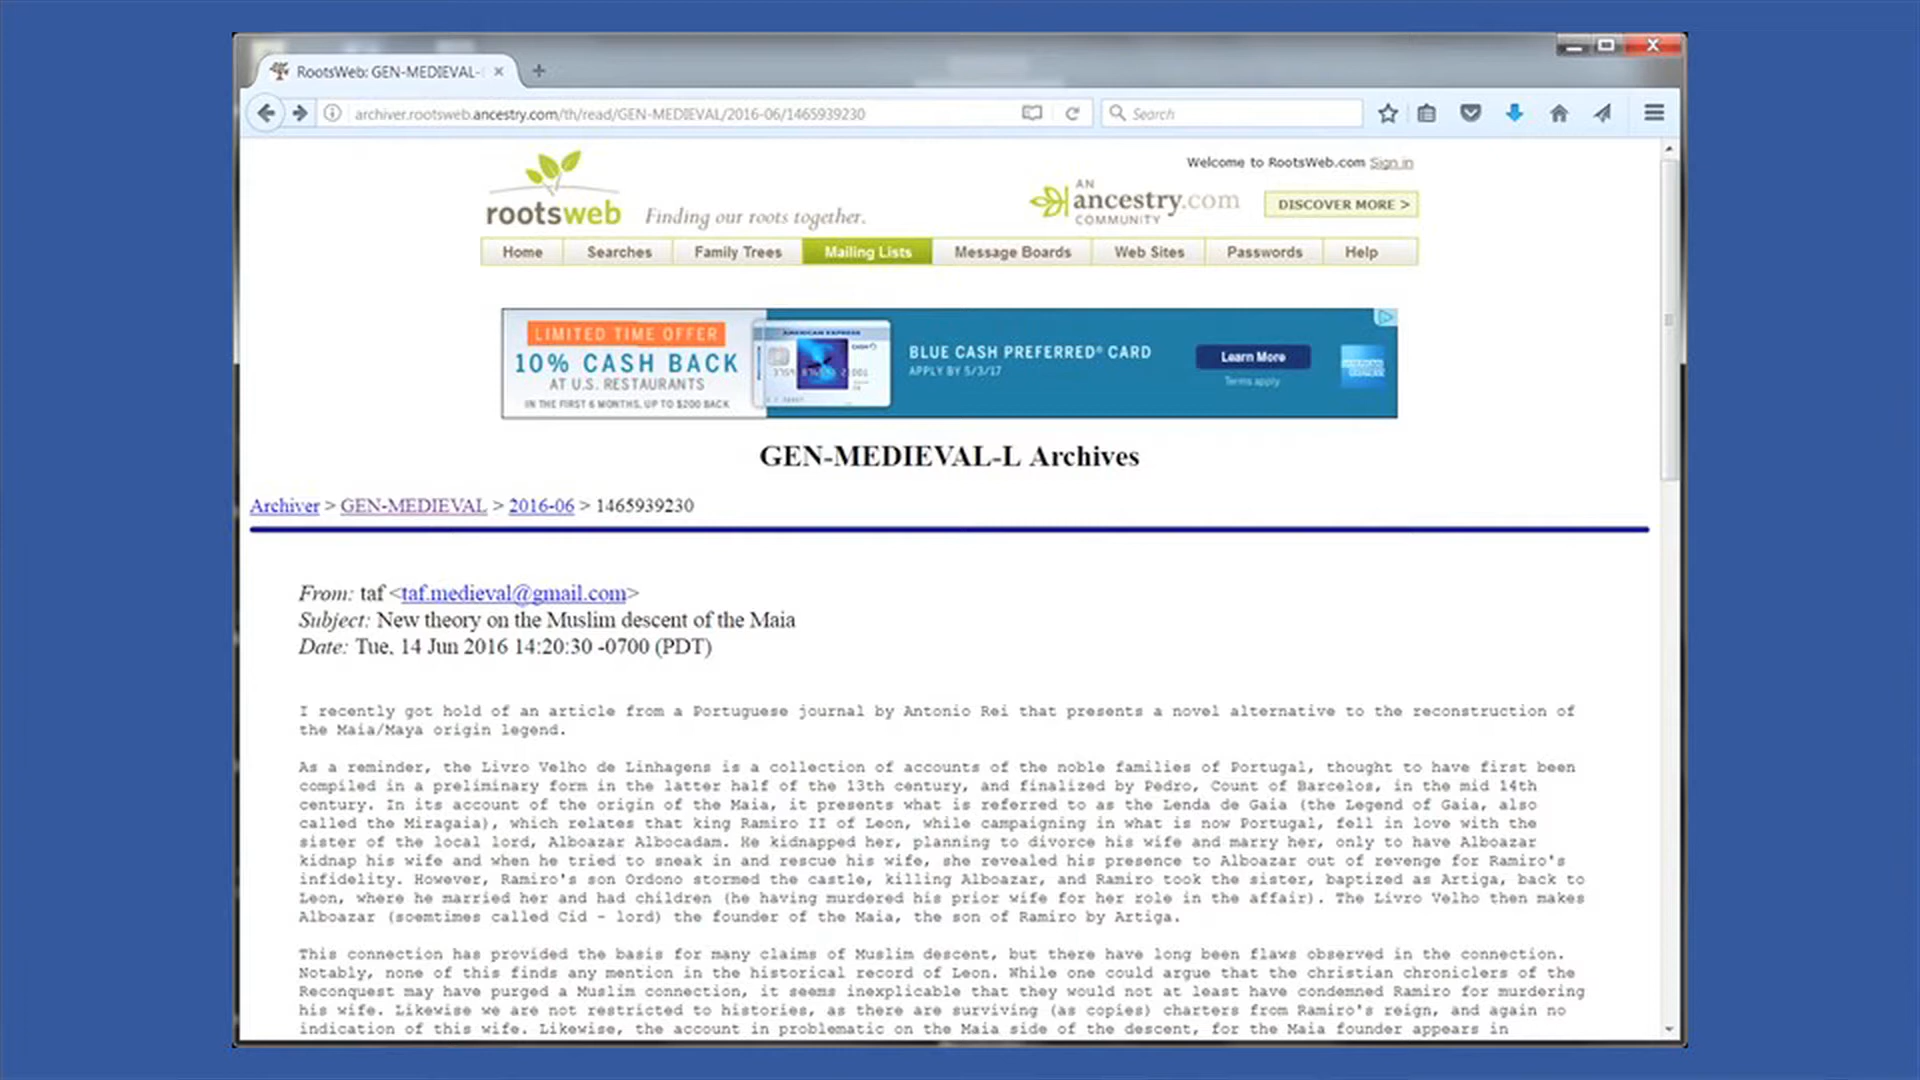 RootsWeb: GEN-MEDIEVAL-
archiver.rootsweb.ancestry.com/th/read/GEN-MEDIEVAL/2016-06/1465939230
Search
Welcome to RootsWeb.com Sign in
rootsweb
Finding our roots together.
AN
ancestry.com
COMMUNITY
DISCOVER MORE >
Home Searches Family Trees Mailing Lists Message Boards Web Sites Passwords Help
LIMITED TIME OFFER
10% CASH BACK
AT U.S. RESTAURANTS
IN THE FIRST 6 MONTHS, UP TO $200 BACK
AMERICAN EXPRESS
BLUE CASH PREFERRED® CARD
APPLY BY 5/3/17
Learn More
Terms apply
GEN-MEDIEVAL-L Archives
Archiver > GEN-MEDIEVAL > 2016-06 > 1465939230
From: taf <taf.medieval@gmail.com>
Subject: New theory on the Muslim descent of the Maia
Date: Tue, 14 Jun 2016 14:20:30 -0700 (PDT)
I recently got hold of an article from a Portuguese journal by Antonio Rei that presents a novel alternative to the reconstruction of
the Maia/Maya origin legend.
As a reminder, the Livro Velho de Linhagens is a collection of accounts of the noble families of Portugal, thought to have first been
compiled in a preliminary form in the latter half of the 13th century, and finalized by Pedro, Count of Barcelos, in the mid 14th
century. In its account of the origin of the Maia, it presents what is referred to as the Lenda de Gaia (the Legend of Gaia, also
called the Miragaia), which relates that king Ramiro II of Leon, while campaigning in what is now Portugal, fell in love with the
sister of the local lord, Alboazar Albocadam. He kidnapped her, planning to divorce his wife and marry her, only to have Alboazar
kidnap his wife and when he tried to sneak in and rescue his wife, she revealed his presence to Alboazar out of revenge for Ramiro's
infidelity. However, Ramiro's son Ordono stormed the castle, killing Alboazar, and Ramiro took the sister, baptized as Artiga, back to
Leon, where he married her and had children (he having murdered his prior wife for her role in the affair). The Livro Velho then makes
Alboazar (soemtimes called Cid - lord) the founder of the Maia, the son of Ramiro by Artiga.
This connection has provided the basis for many claims of Muslim descent, but there have long been flaws observed in the connection.
Notably, none of this finds any mention in the historical record of Leon. While one could argue that the christian chroniclers of the
Reconquest may have purged a Muslim connection, it seems inexplicable that they would not at least have condemned Ramiro for murdering
his wife. Likewise we are not restricted to histories, as there are surviving (as copies) charters from Ramiro's reign, and again no
indication of this wife. Likewise, the account in problematic on the Maia side of the descent, for the Maia founder appears in